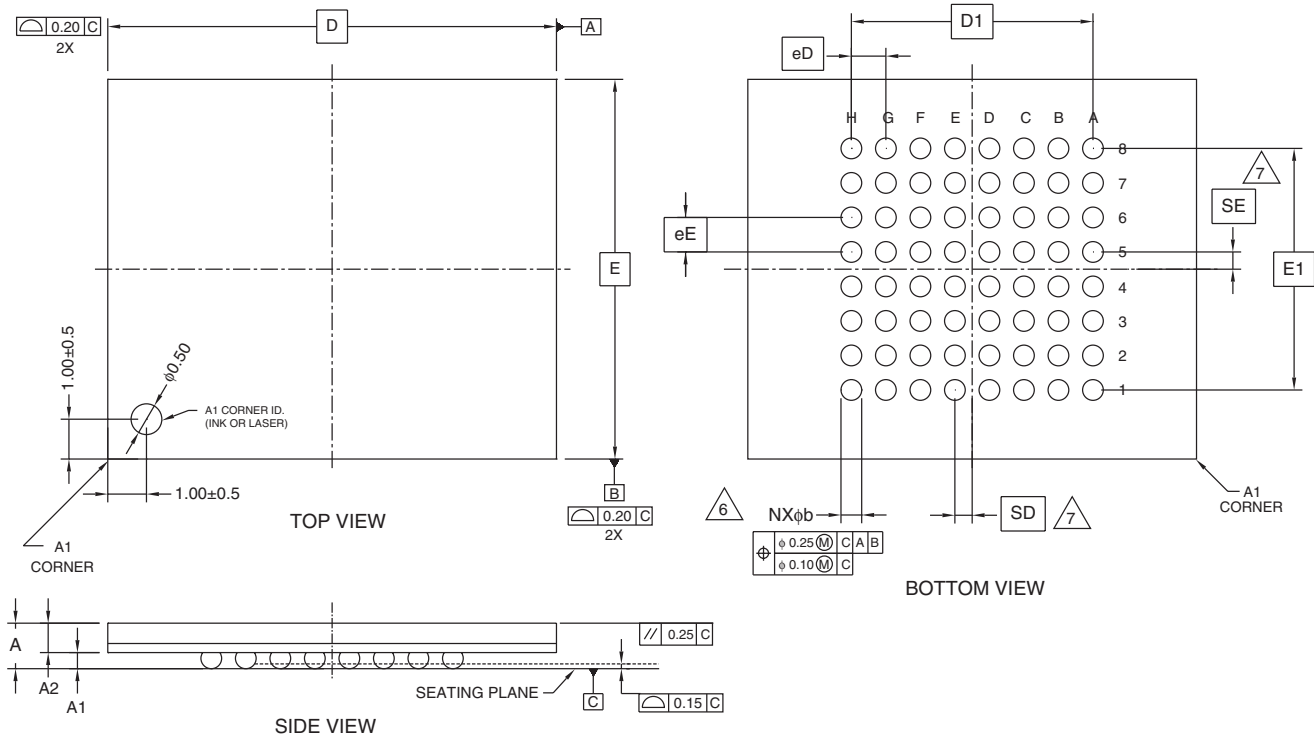 ⌓ 0.20 C
2X
D
A
E
1.00±0.5
ϕ0.50
A1 CORNER ID.
(INK OR LASER)
1.00±0.5
B
⌓ 0.20 C
2X
TOP VIEW
A1
CORNER
D1
eD
H G F E D C B A
8
7
6
5
4
3
2
1
7
SE
eE
E1
6
NXϕb
SD
7
⌖ ϕ 0.25 Ⓜ C A B
ϕ 0.10 Ⓜ C
A1
CORNER
BOTTOM VIEW
A
A2
A1
// 0.25 C
SEATING PLANE
C
⌓ 0.15 C
SIDE VIEW